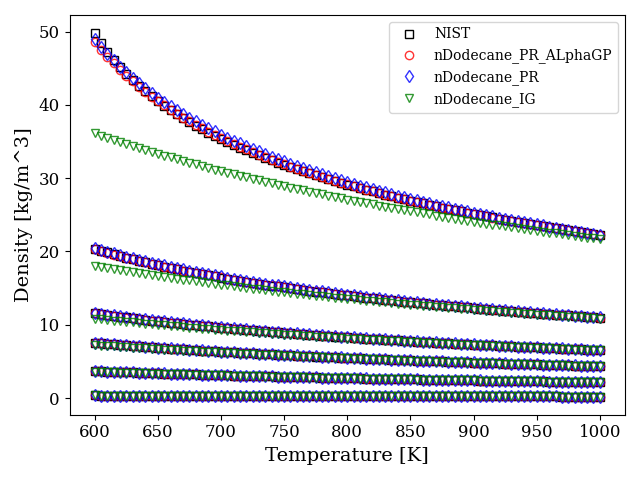 NIST
nDodecane_PR_ALphaGP
nDodecane_PR
nDodecane_IG
50
40
30
20
10
0
Density [kg/m^3]
600 650 700 750 800 850 900 950 1000
Temperature [K]